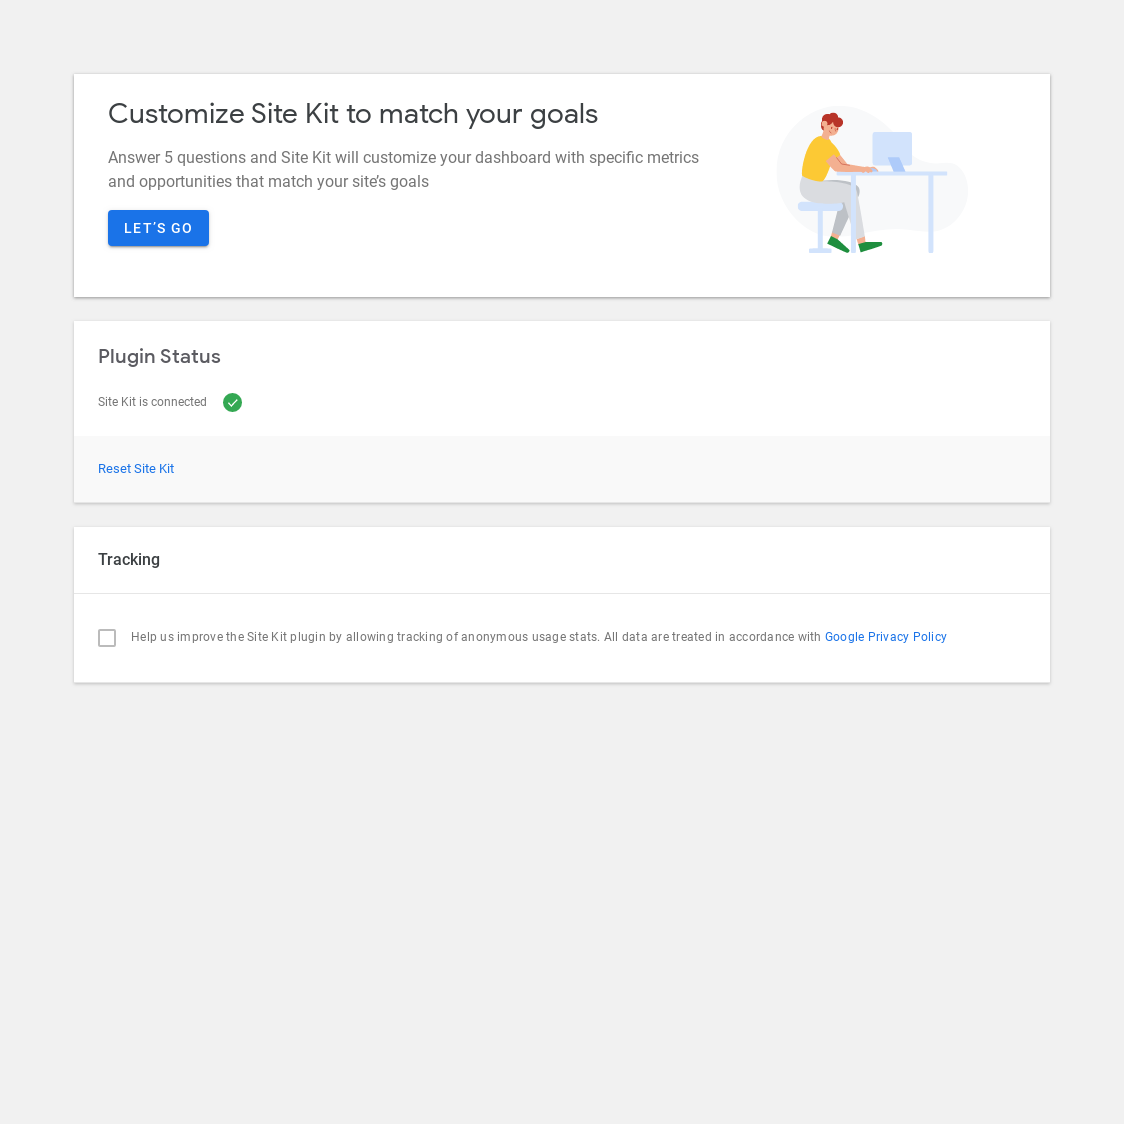 Customize Site Kit to match your goals
Answer 5 questions and Site Kit will customize your dashboard with specific metrics
and opportunities that match your site’s goals
LET’S GO
Plugin Status
Site Kit is connected
Reset Site Kit
Tracking
Help us improve the Site Kit plugin by allowing tracking of anonymous usage stats. All data are treated in accordance with Google Privacy Policy